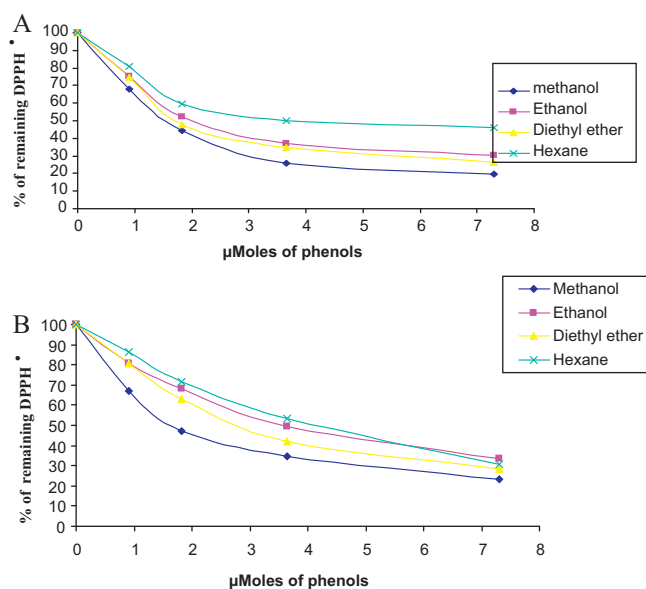 A
% of remaining DPPH•
100
90
80
70
60
50
40
30
20
10
0
0 1 2 3 4 5 6 7 8
µMoles of phenols
methanol
Ethanol
Diethyl ether
Hexane
B
% of remaining DPPH•
100
90
80
70
60
50
40
30
20
10
0
0 1 2 3 4 5 6 7 8
µMoles of phenols
Methanol
Ethanol
Diethyl ether
Hexane